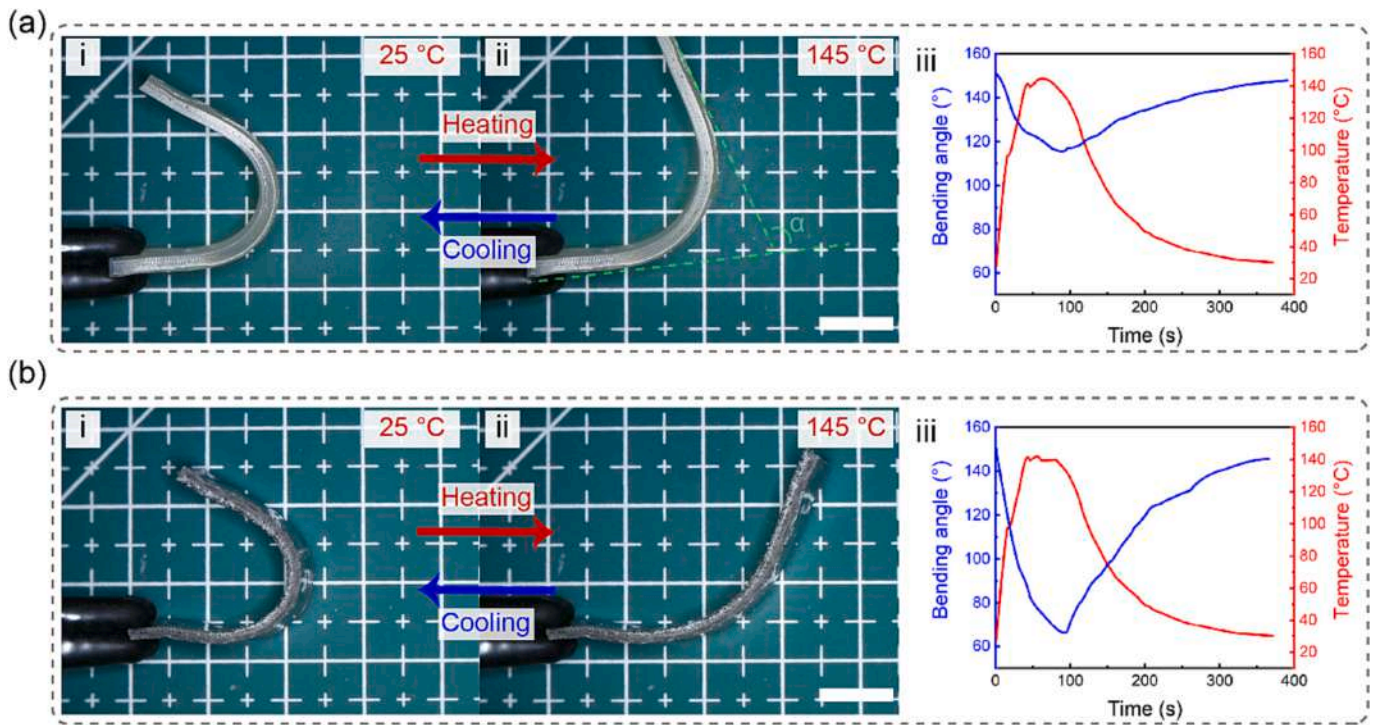 (a)
i
25 °C
Heating
Cooling
ii
145 °C
α
iii
160
140
120
100
80
60
Bending angle (°)
0
100
200
300
400
Time (s)
160
140
120
100
80
60
40
20
Temperature (°C)
(b)
i
25 °C
Heating
Cooling
ii
145 °C
iii
160
140
120
100
80
60
Bending angle (°)
0
100
200
300
400
Time (s)
160
140
120
100
80
60
40
20
Temperature (°C)